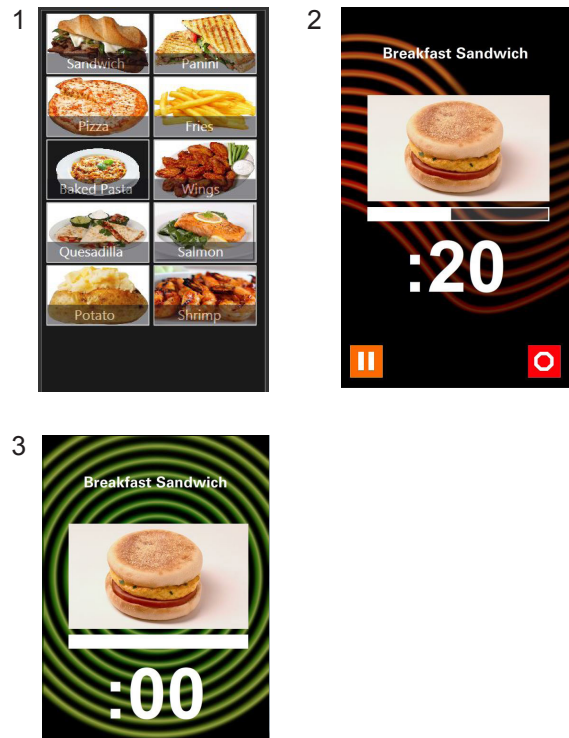 1
Sandwich
Panini
Pizza
Fries
Baked Pasta
Wings
Quesadilla
Salmon
Potato
Shrimp
2
Breakfast Sandwich
:20
3
Breakfast Sandwich
:00